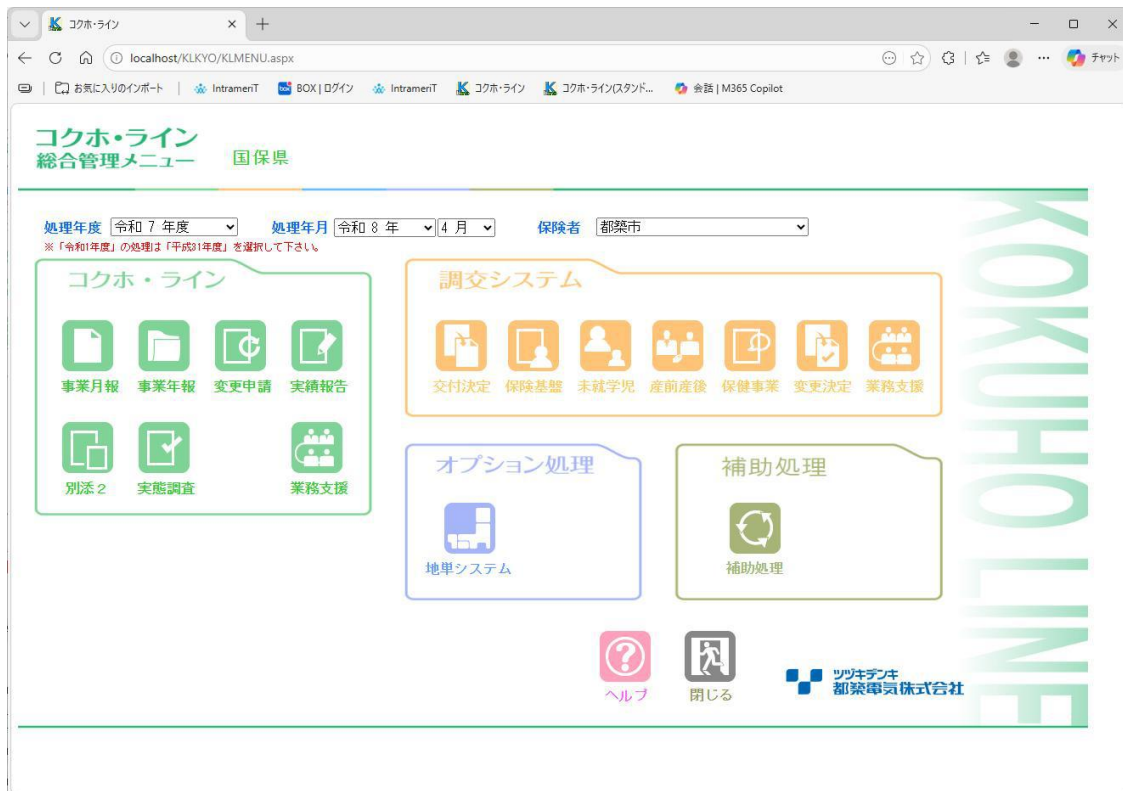 コクホ・ライン
localhost/KLKYO/KLMENU.aspx
チャット
お気に入りのインポート
IntrameriT
BOX | ログイン
IntrameriT
コクホ・ライン
コクホ・ライン(スタンド...
会話 | M365 Copilot
コクホ・ライン
総合管理メニュー 国保県
処理年度 令和 7 年度 処理年月 令和 8 年 4 月 保険者 都築市
※「令和1年度」の処理は「平成31年度」を選択して下さい。
コクホ・ライン
事業月報 事業年報 変更申請 実績報告
別添2 実態調査 業務支援
調交システム
交付決定 保険基盤 未就学児 産前産後 保健事業 変更決定 業務支援
オプション処理
地単システム
補助処理
補助処理
ヘルプ 閉じる
ツヅキデンキ
都築電気株式会社
KOKUHO LINE